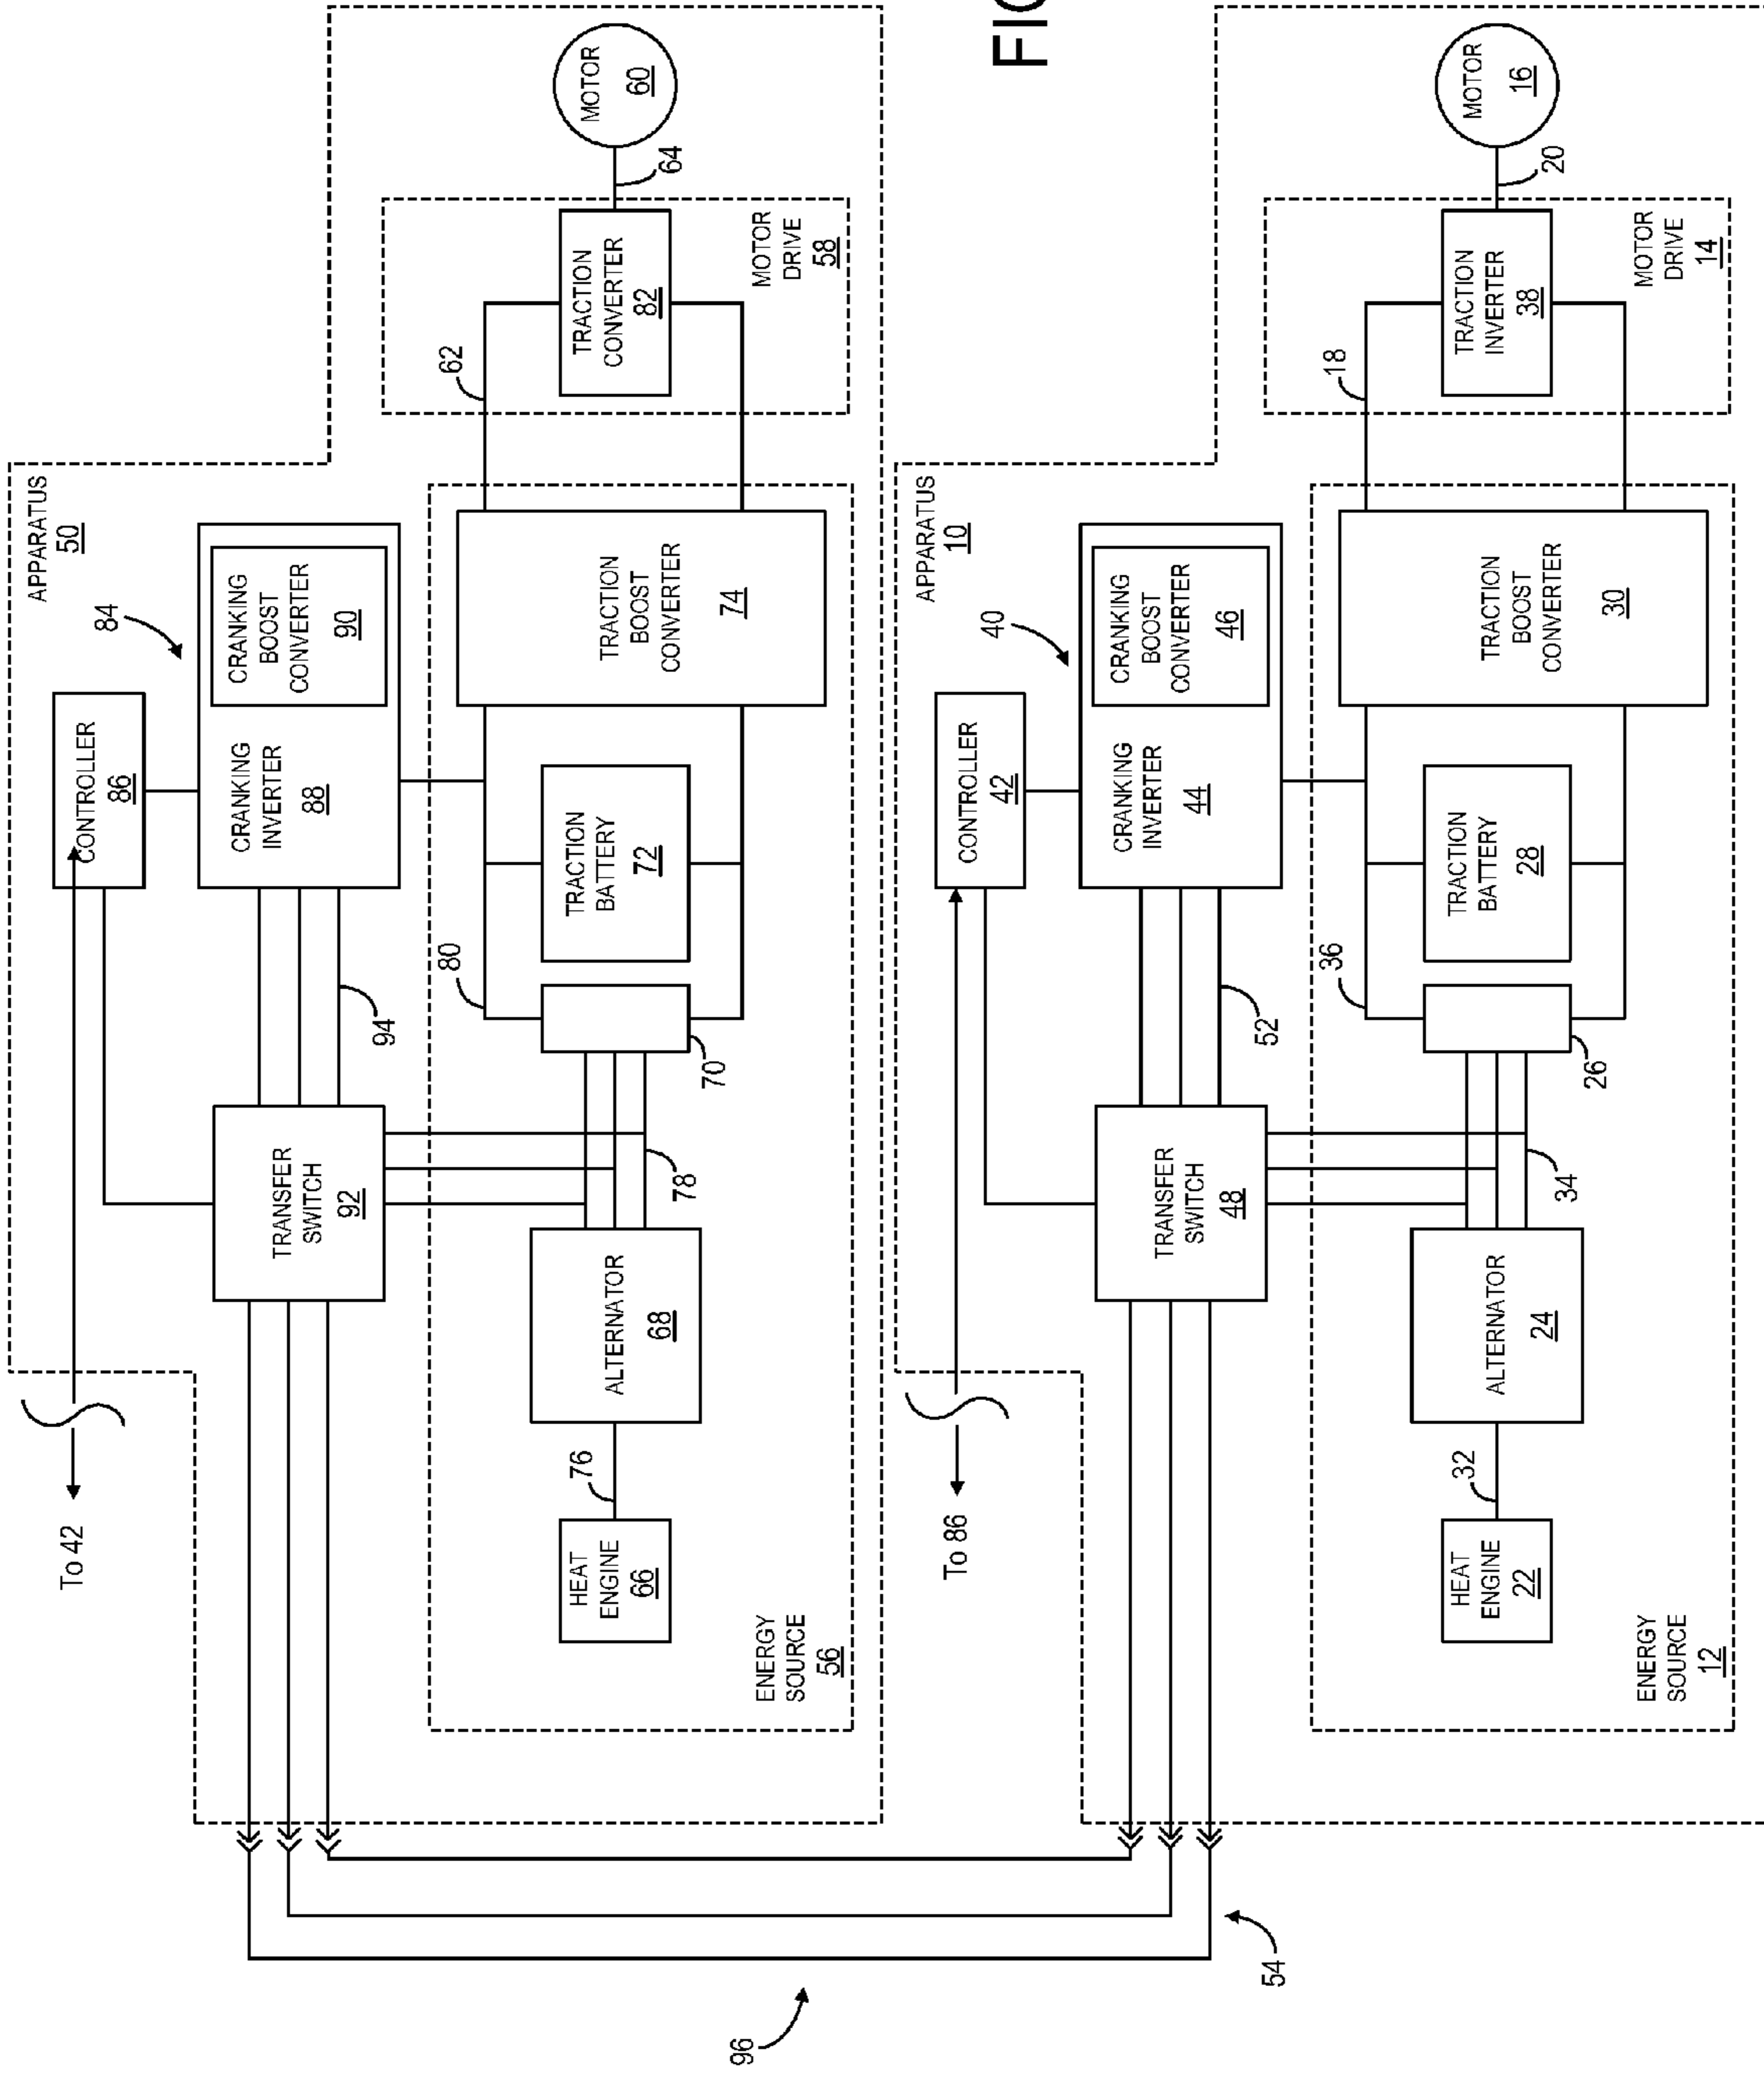 FIG
APPARATUS
50
84
CONTROLLER
86
CRANKING
INVERTER
88
CRANKING
BOOST
CONVERTER
90
94
TRANSFER
SWITCH
92
To 42
62
TRACTION
CONVERTER
82
MOTOR
DRIVE
58
64
MOTOR
60
TRACTION
BOOST
CONVERTER
74
TRACTION
BATTERY
72
80
70
78
ALTERNATOR
68
76
HEAT
ENGINE
66
ENERGY
SOURCE
56
APPARATUS
10
40
CONTROLLER
42
CRANKING
INVERTER
44
CRANKING
BOOST
CONVERTER
46
52
TRANSFER
SWITCH
48
To 86
18
TRACTION
INVERTER
38
MOTOR
DRIVE
14
20
MOTOR
16
TRACTION
BOOST
CONVERTER
30
TRACTION
BATTERY
28
36
26
34
ALTERNATOR
24
32
HEAT
ENGINE
22
ENERGY
SOURCE
12
54
96